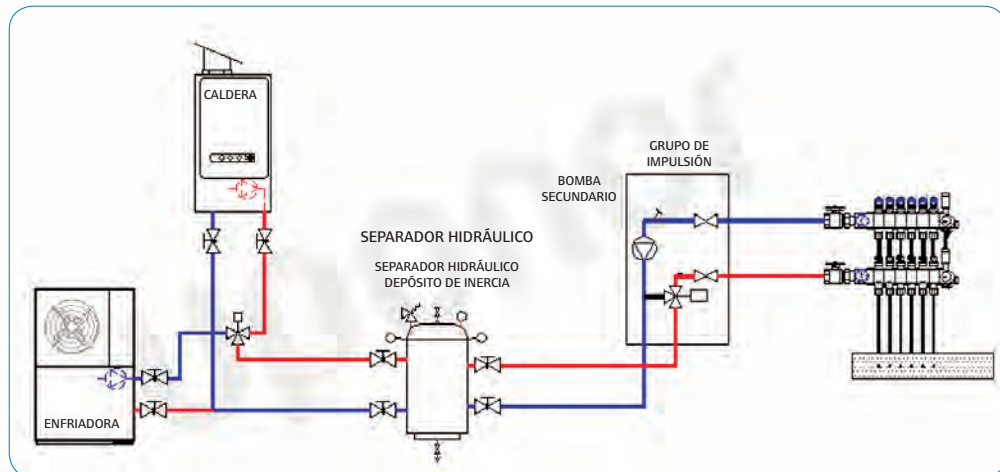 CALDERA
GRUPO DE
IMPULSIÓN
BOMBA
SECUNDARIO
SEPARADOR HIDRÁULICO
SEPARADOR HIDRÁULICO
DEPÓSITO DE INERCIA
ENFRIADORA